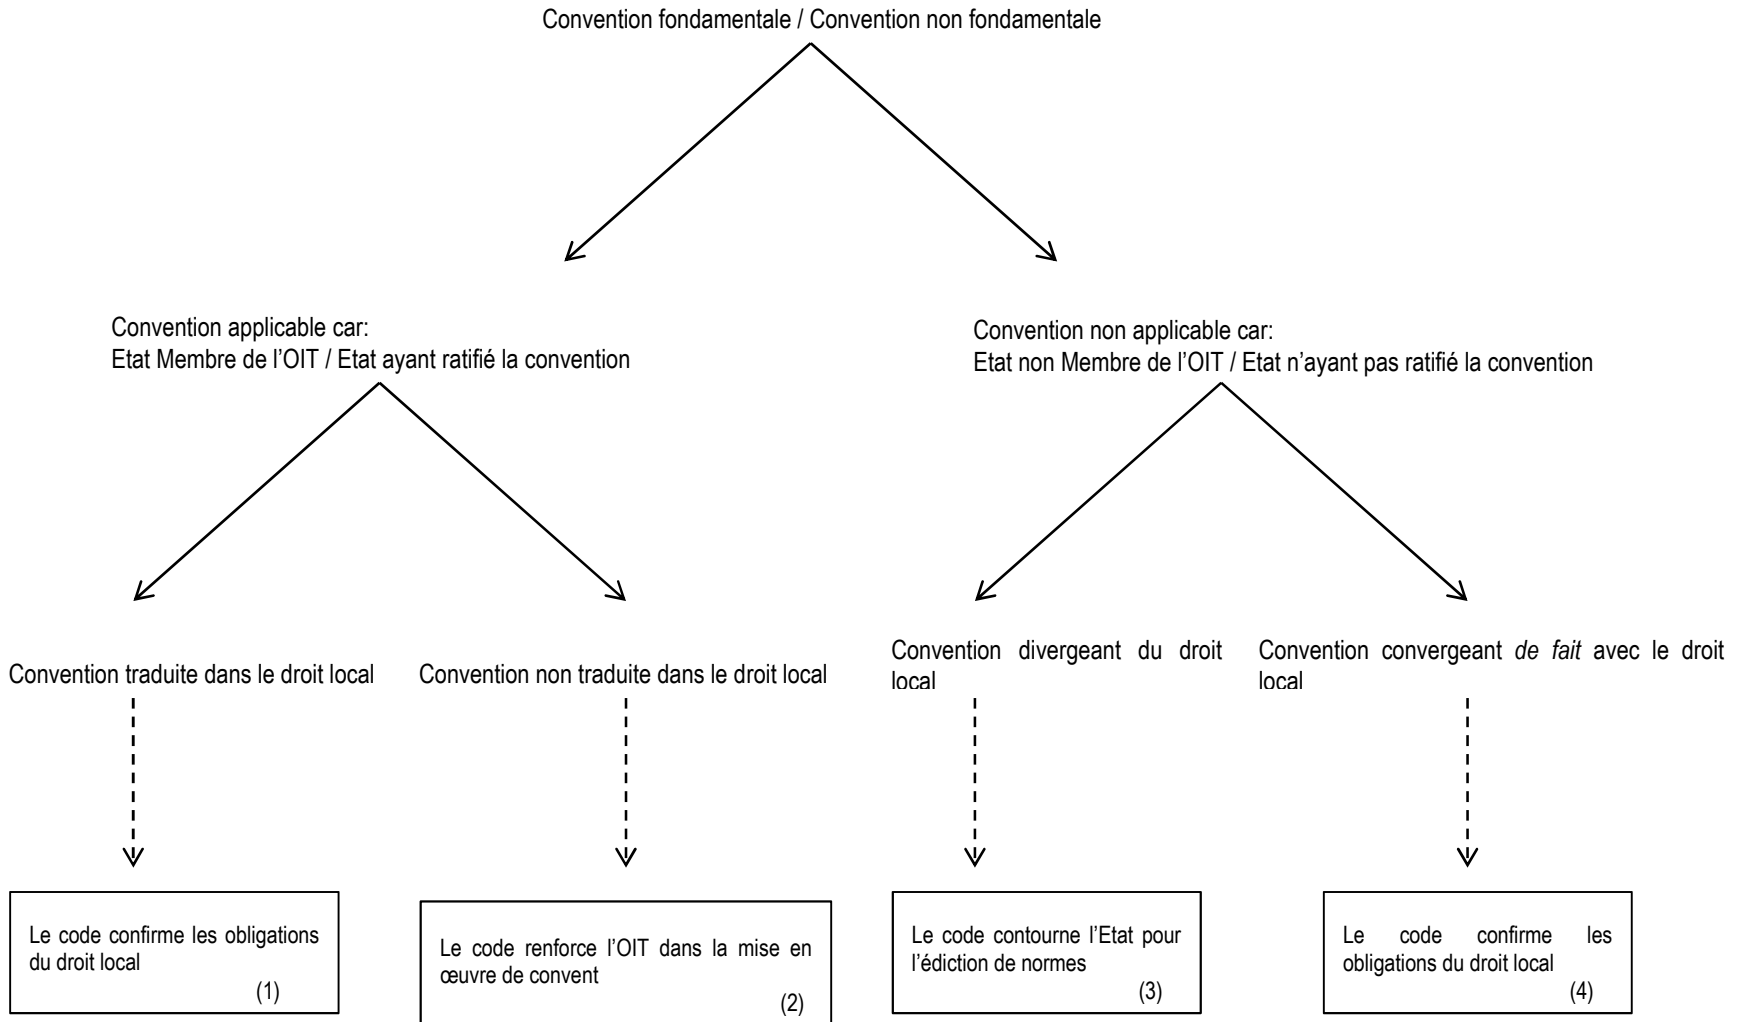 Convention fondamentale / Convention non fondamentale
Convention applicable car:
Etat Membre de l'OIT / Etat ayant ratifié la convention
Convention non applicable car:
Etat non Membre de l'OIT / Etat n'ayant pas ratifié la convention
Convention traduite dans le droit local
Convention non traduite dans le droit local
Convention divergeant du droit
local
Convention convergeant de fait avec le droit
local
Le code confirme les obligations
du droit local
(1)
Le code renforce l'OIT dans la mise en
œuvre de convent
(2)
Le code contourne l'Etat pour
l'édiction de normes
(3)
Le code confirme les
obligations du droit local
(4)